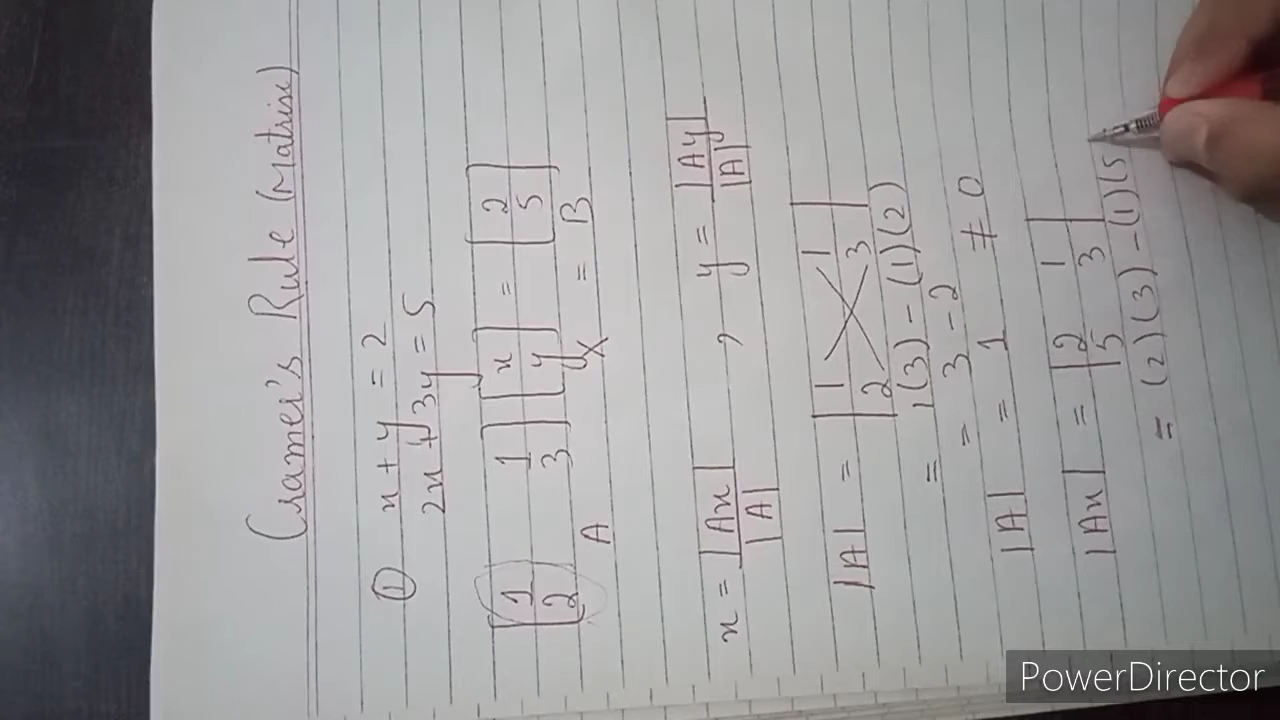 Cramer's Rule (Matrix)
① x + y = 2
2x + 3y = 5
[1 1] [x] = [2]
[2 3] [y] [5]
A X = B
x = |Ax| / |A| , y = |Ay| / |A|
|A| = |1 1|
|2 3|
= 1(3) - (1)(2)
= 3 - 2
|A| = 1 ≠ 0
|Ax| = |2 1|
|5 3|
= (2)(3) - (1)(5
PowerDirector